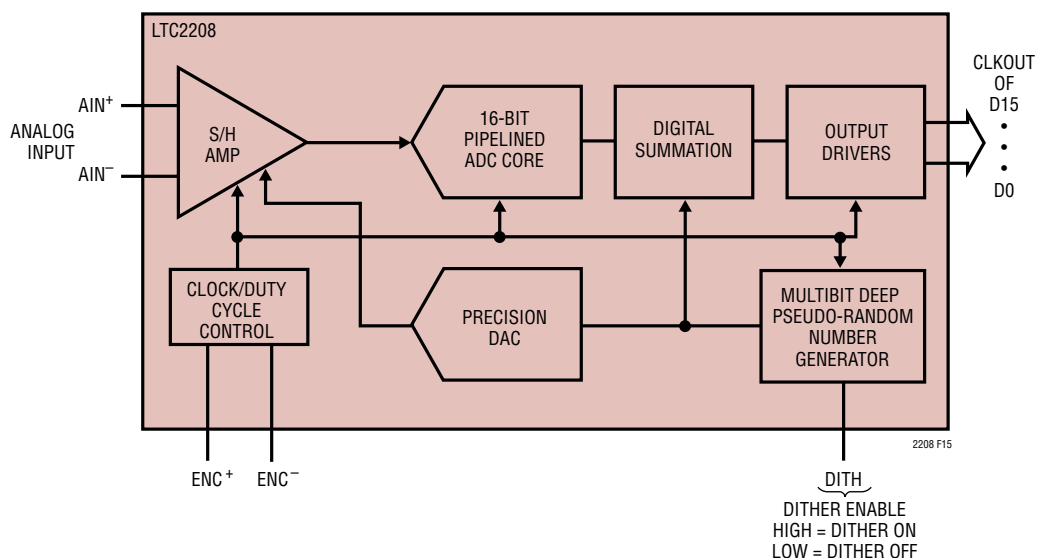 LTC2208
AIN+
ANALOG
INPUT
AIN−
S/H
AMP
16-BIT
PIPELINED
ADC CORE
DIGITAL
SUMMATION
OUTPUT
DRIVERS
CLKOUT
OF
D15
•
•
•
D0
CLOCK/DUTY
CYCLE
CONTROL
PRECISION
DAC
MULTIBIT DEEP
PSEUDO-RANDOM
NUMBER
GENERATOR
2208 F15
ENC+ ENC−
DITH
DITHER ENABLE
HIGH = DITHER ON
LOW = DITHER OFF